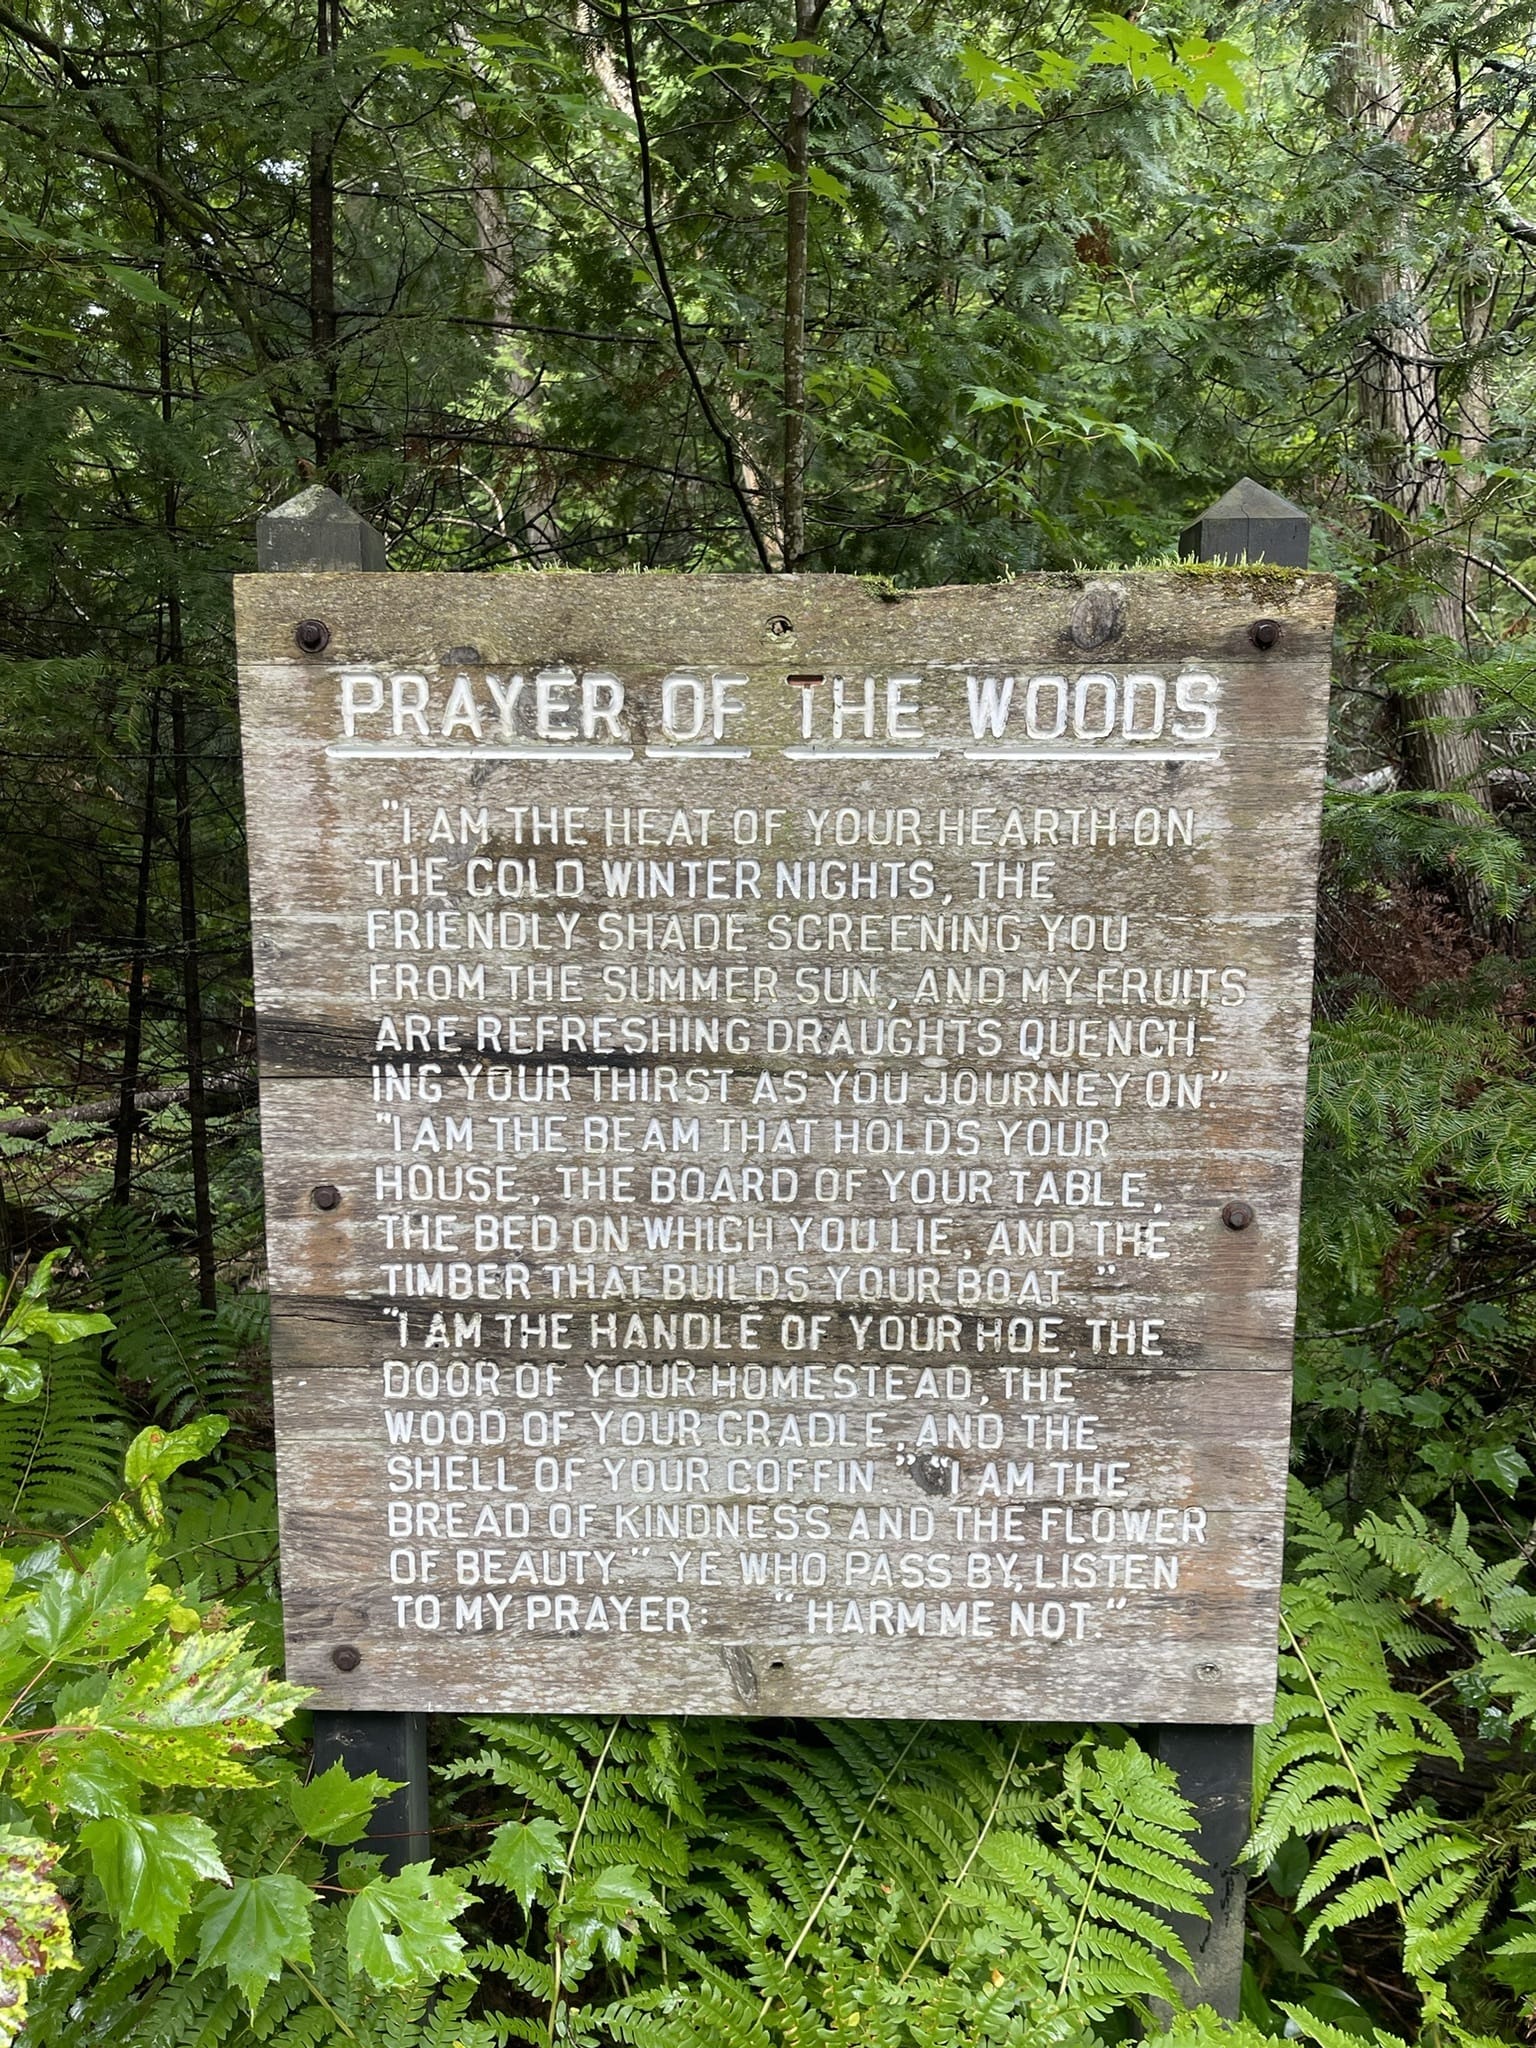 PRAYER OF THE WOODS
"I AM THE HEAT OF YOUR HEARTH ON
THE COLD WINTER NIGHTS, THE
FRIENDLY SHADE SCREENING YOU
FROM THE SUMMER SUN, AND MY FRUITS
ARE REFRESHING DRAUGHTS QUENCH-
ING YOUR THIRST AS YOU JOURNEY ON."
"I AM THE BEAM THAT HOLDS YOUR
HOUSE, THE BOARD OF YOUR TABLE,
THE BED ON WHICH YOU LIE, AND THE
TIMBER THAT BUILDS YOUR BOAT."
"I AM THE HANDLE OF YOUR HOE, THE
DOOR OF YOUR HOMESTEAD, THE
WOOD OF YOUR CRADLE, AND THE
SHELL OF YOUR COFFIN." "I AM THE
BREAD OF KINDNESS AND THE FLOWER
OF BEAUTY." YE WHO PASS BY, LISTEN
TO MY PRAYER: "HARM ME NOT."